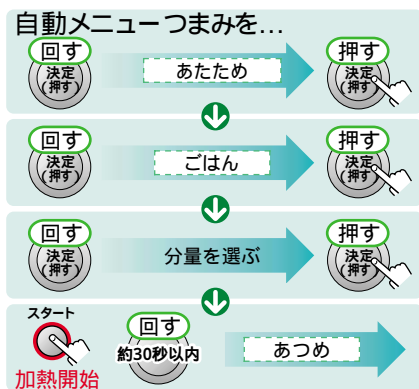 自動メニューつまみを…
回す
決定
(押す)
あたため
押す
決定
(押す)
回す
決定
(押す)
ごはん
押す
決定
(押す)
回す
決定
(押す)
分量を選ぶ
押す
決定
(押す)
スタート
加熱開始
回す
約30秒以内
あつめ